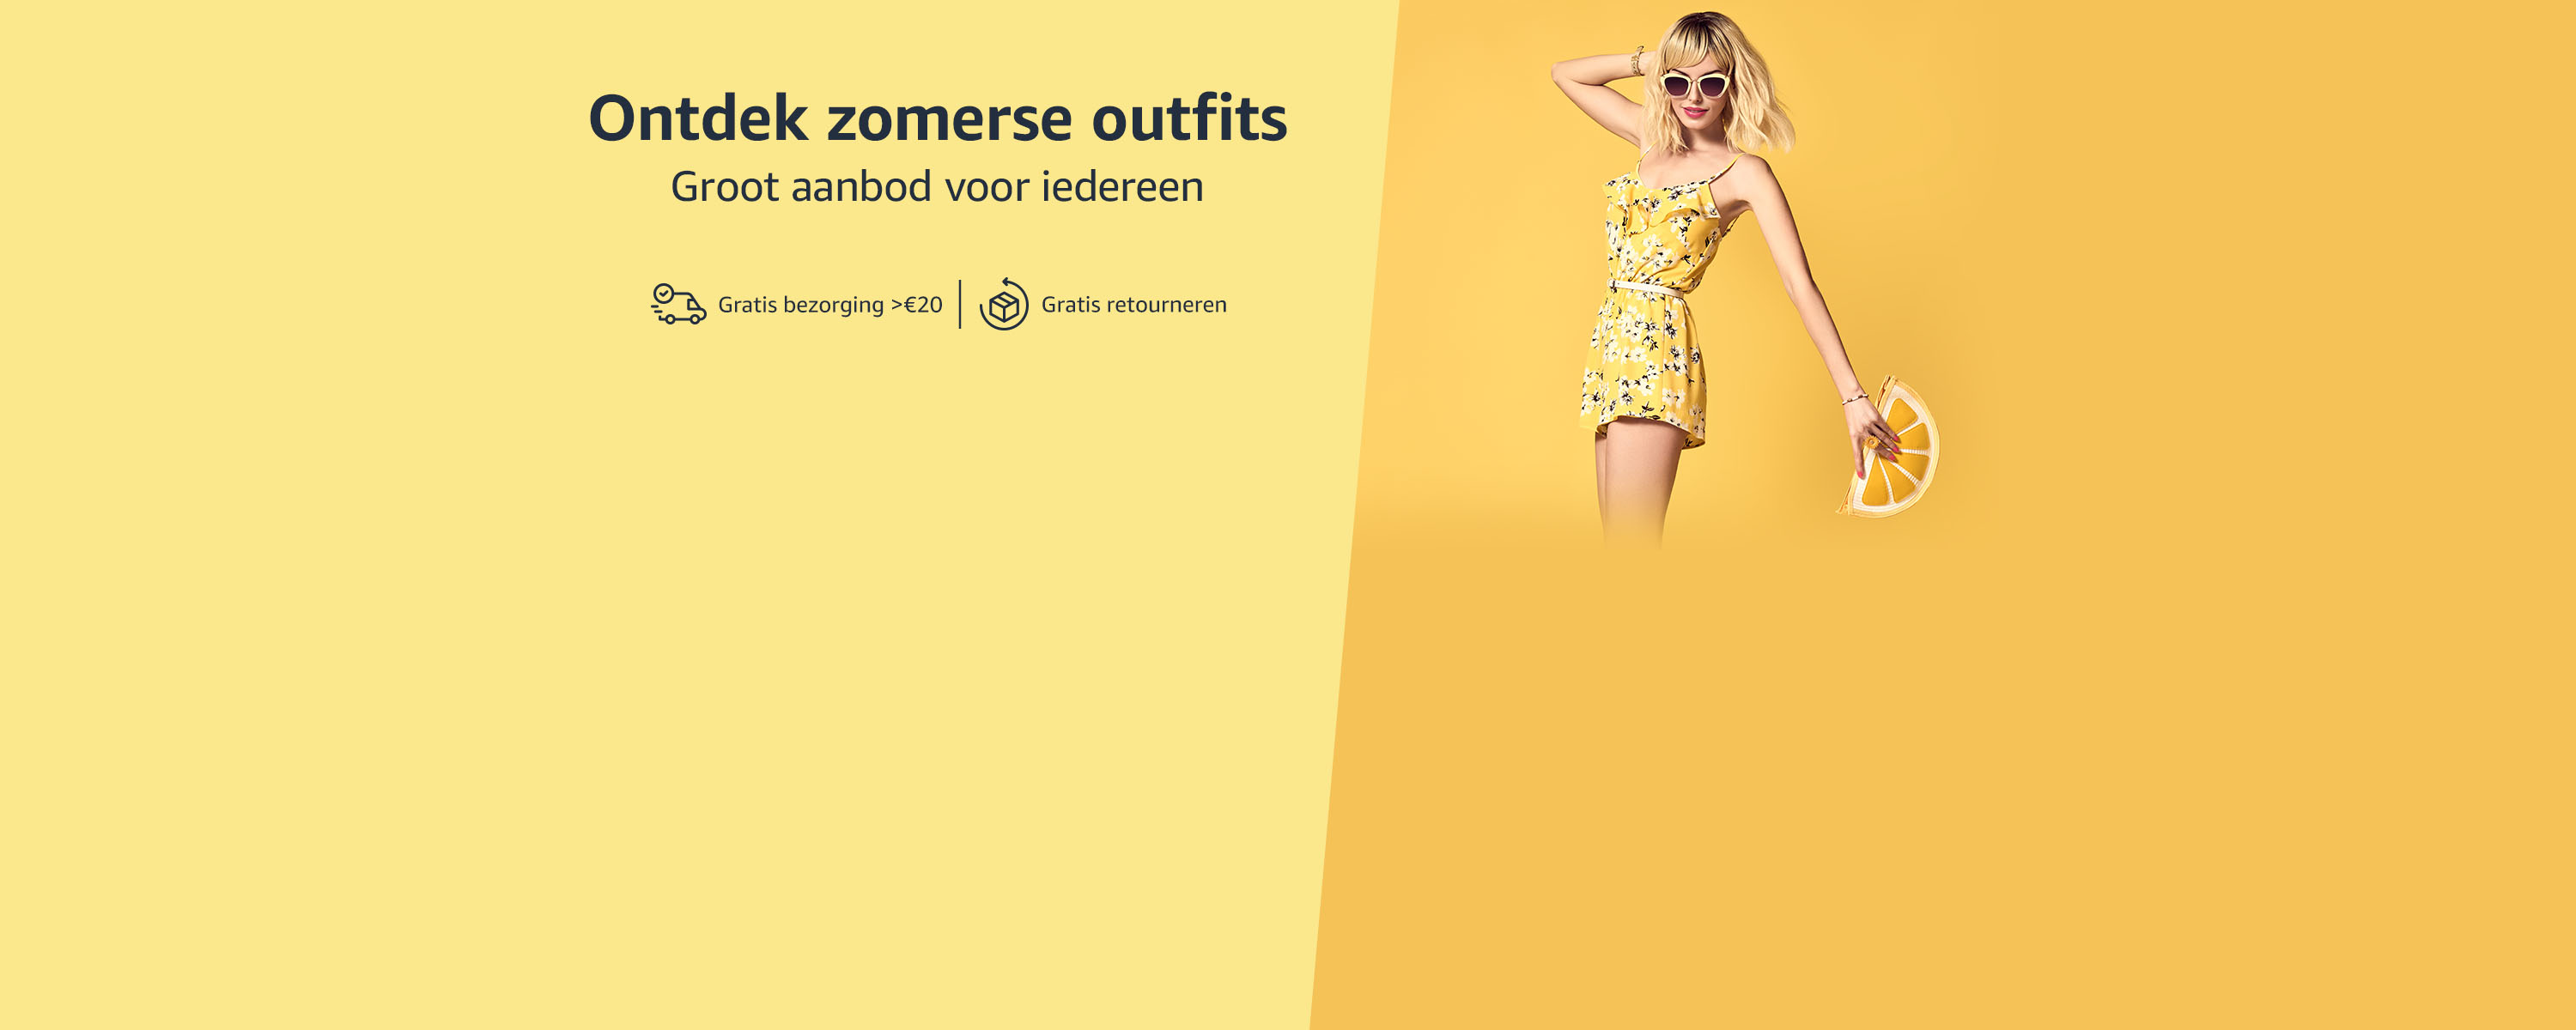 Ontdek zomerse outfits
Groot aanbod voor iedereen
Gratis bezorging >€20 | Gratis retourneren